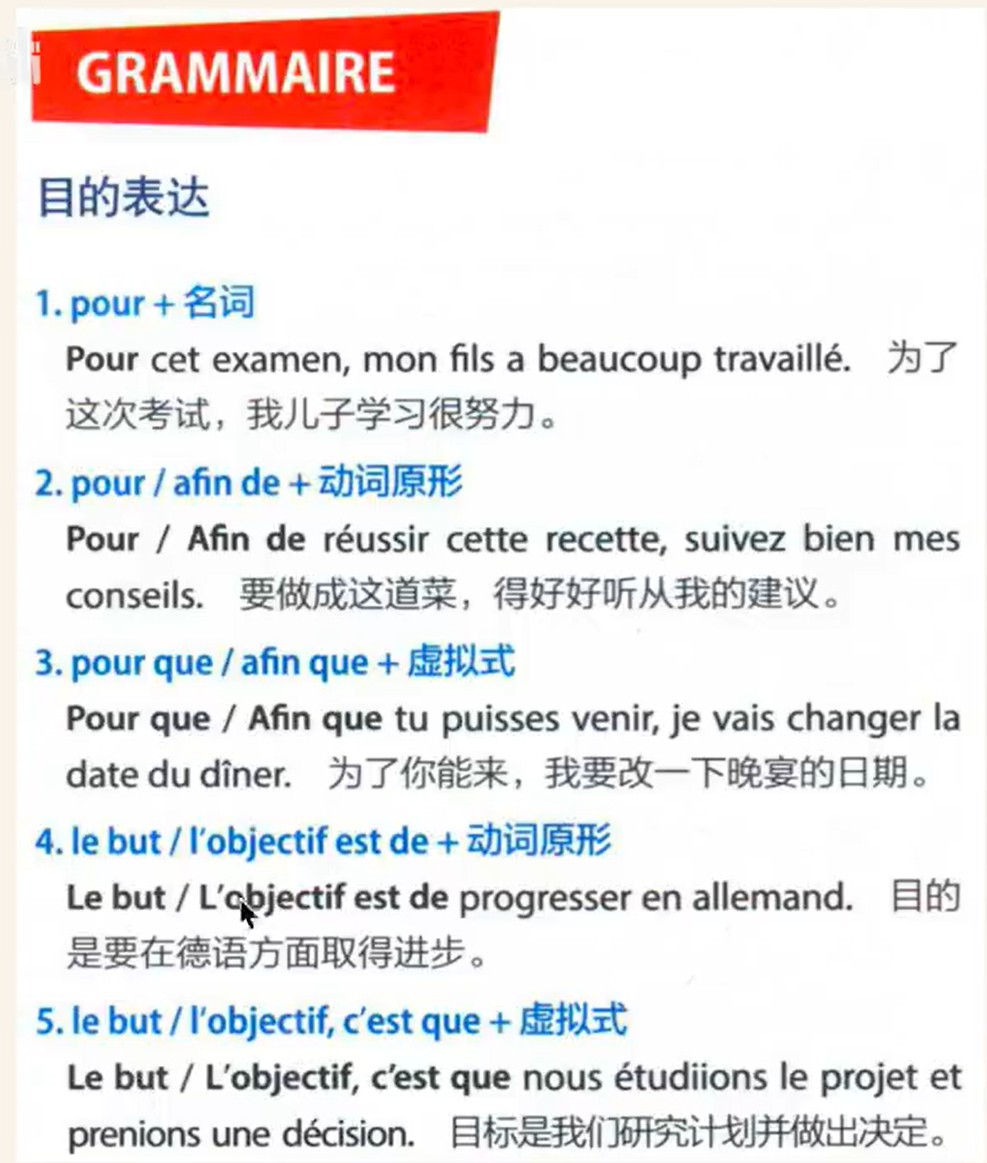 GRAMMAIRE
目的表达
1. pour + 名词
Pour cet examen, mon fils a beaucoup travaillé. 为了
这次考试，我儿子学习很努力。
2. pour / afin de + 动词原形
Pour / Afin de réussir cette recette, suivez bien mes
conseils. 要做成这道菜，得好好听从我的建议。
3. pour que / afin que + 虚拟式
Pour que / Afin que tu puisses venir, je vais changer la
date du dîner. 为了你能来，我要改一下晚宴的日期。
4. le but / l'objectif est de + 动词原形
Le but / L'objectif est de progresser en allemand. 目的
是要在德语方面取得进步。
5. le but / l'objectif, c'est que + 虚拟式
Le but / L'objectif, c'est que nous étudiions le projet et
prenions une décision. 目标是我们研究计划并做出决定。